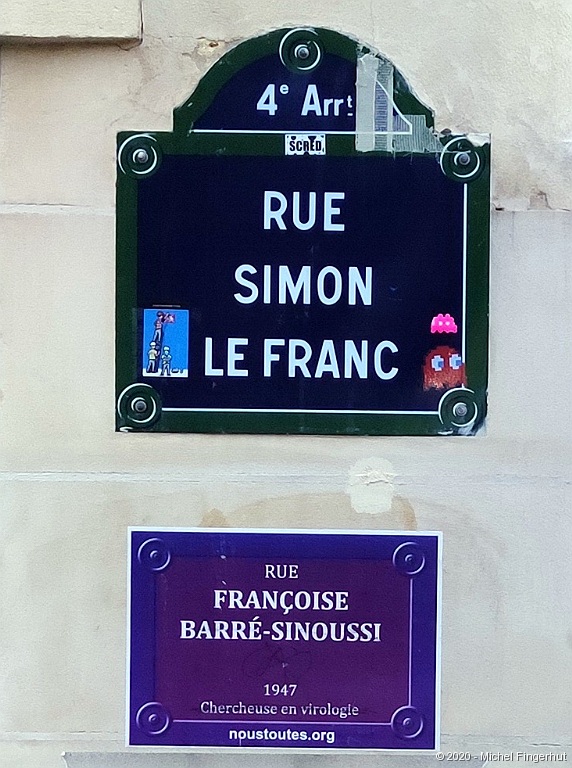 4e Arrt
SCRED
RUE
SIMON
LE FRANC
RUE
FRANÇOISE
BARRÉ-SINOUSSI
1947
Chercheuse en virologie
noustoutes.org
© 2020 - Michel Fingerhut